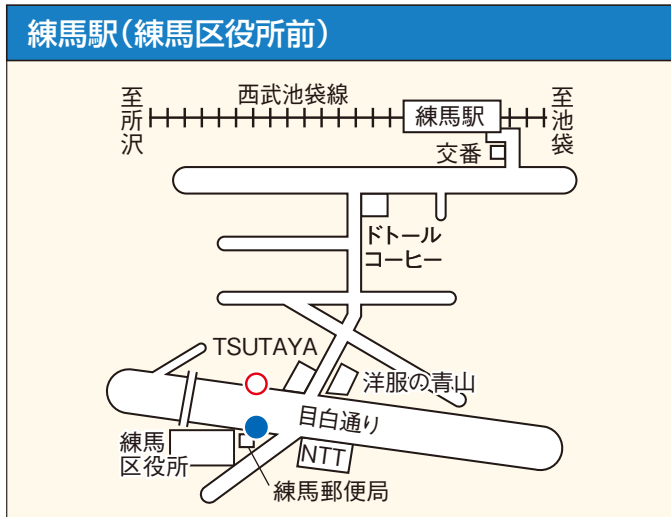 練馬駅(練馬区役所前)
至所沢
西武池袋線
練馬駅
至池袋
交番
ドトール
コーヒー
TSUTAYA
洋服の青山
目白通り
練馬
区役所
NTT
練馬郵便局